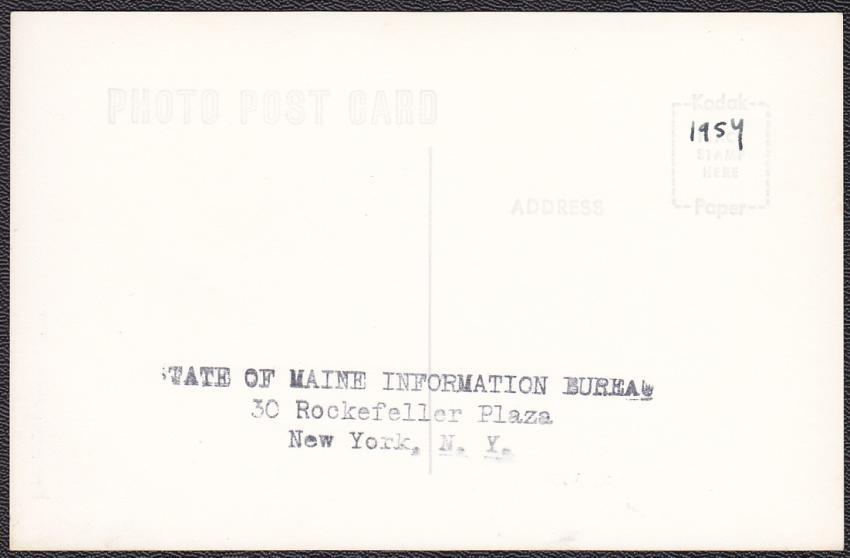 PHOTO POST CARD
Kodak
1954
PLACE
STAMP
HERE
Paper
ADDRESS
STATE OF MAINE INFORMATION BUREAU
30 Rockefeller Plaza
New York, N. Y.